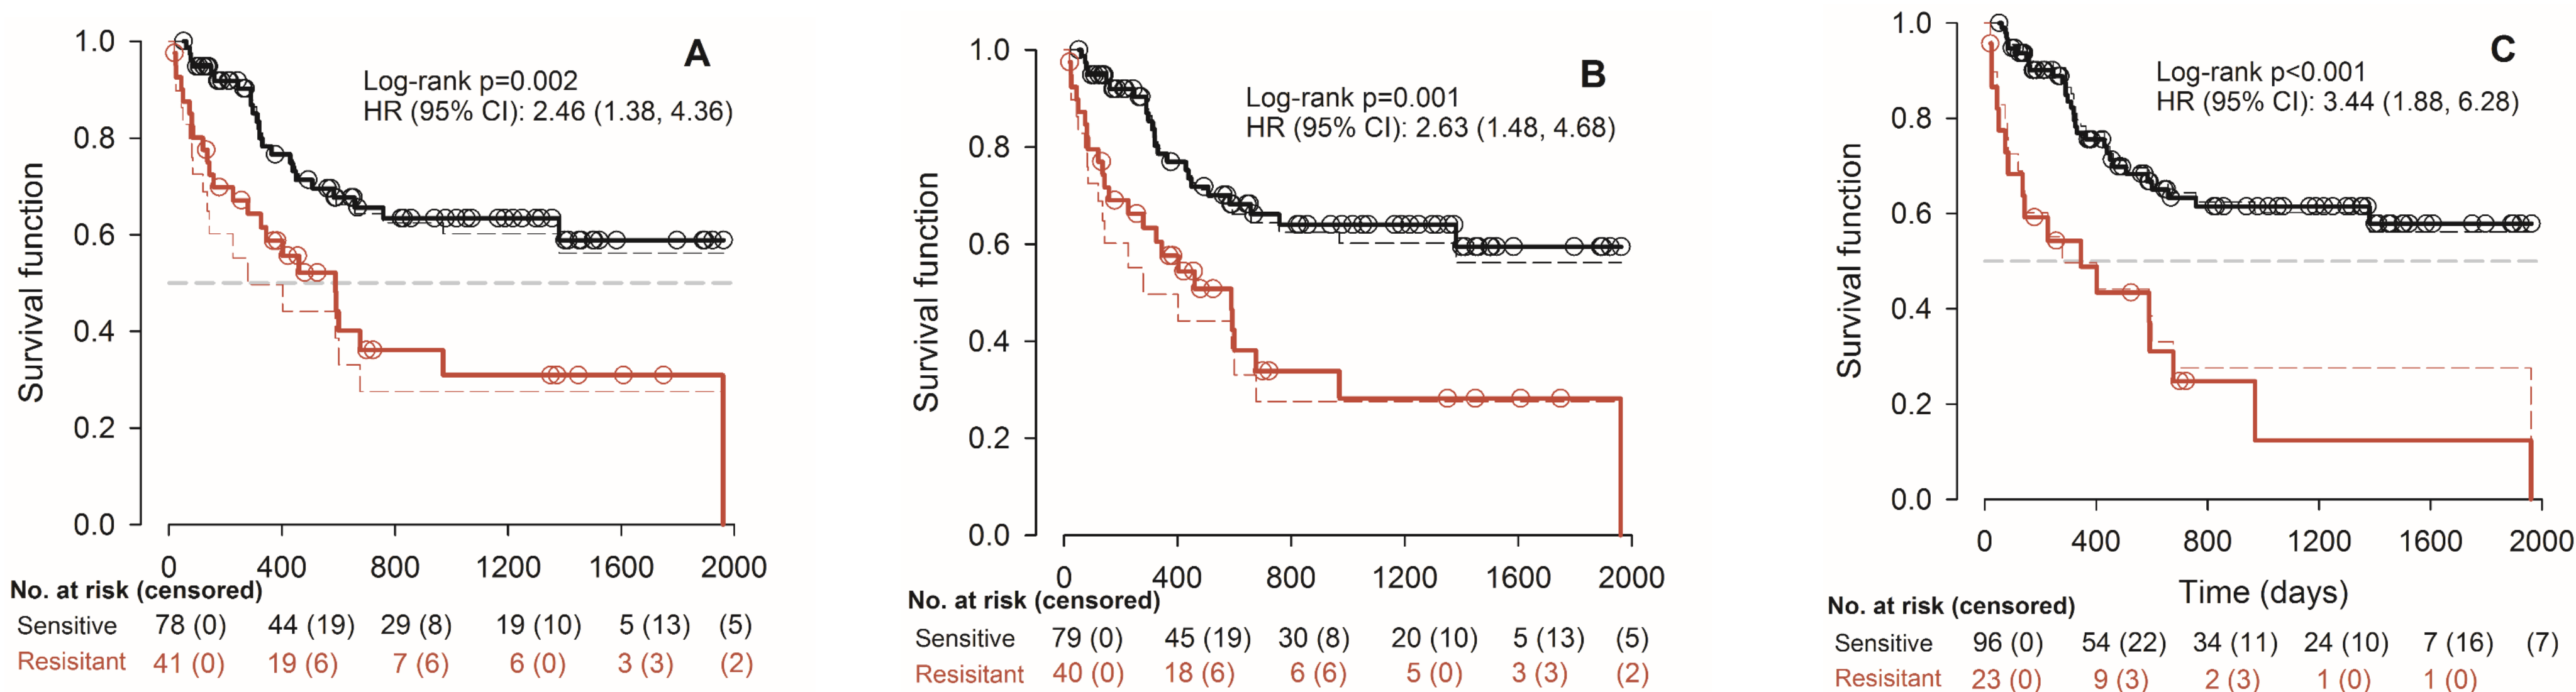 A
Log-rank p=0.002
HR (95% CI): 2.46 (1.38, 4.36)
Survival function
1.0
0.8
0.6
0.4
0.2
0.0
0 400 800 1200 1600 2000
No. at risk (censored)
Sensitive 78 (0) 44 (19) 29 (8) 19 (10) 5 (13) (5)
Resisitant 41 (0) 19 (6) 7 (6) 6 (0) 3 (3) (2)
B
Log-rank p=0.001
HR (95% CI): 2.63 (1.48, 4.68)
Survival function
1.0
0.8
0.6
0.4
0.2
0.0
0 400 800 1200 1600 2000
No. at risk (censored)
Sensitive 79 (0) 45 (19) 30 (8) 20 (10) 5 (13) (5)
Resisitant 40 (0) 18 (6) 6 (6) 5 (0) 3 (3) (2)
C
Log-rank p<0.001
HR (95% CI): 3.44 (1.88, 6.28)
Survival function
1.0
0.8
0.6
0.4
0.2
0.0
0 400 800 1200 1600 2000
Time (days)
No. at risk (censored)
Sensitive 96 (0) 54 (22) 34 (11) 24 (10) 7 (16) (7)
Resisitant 23 (0) 9 (3) 2 (3) 1 (0) 1 (0)